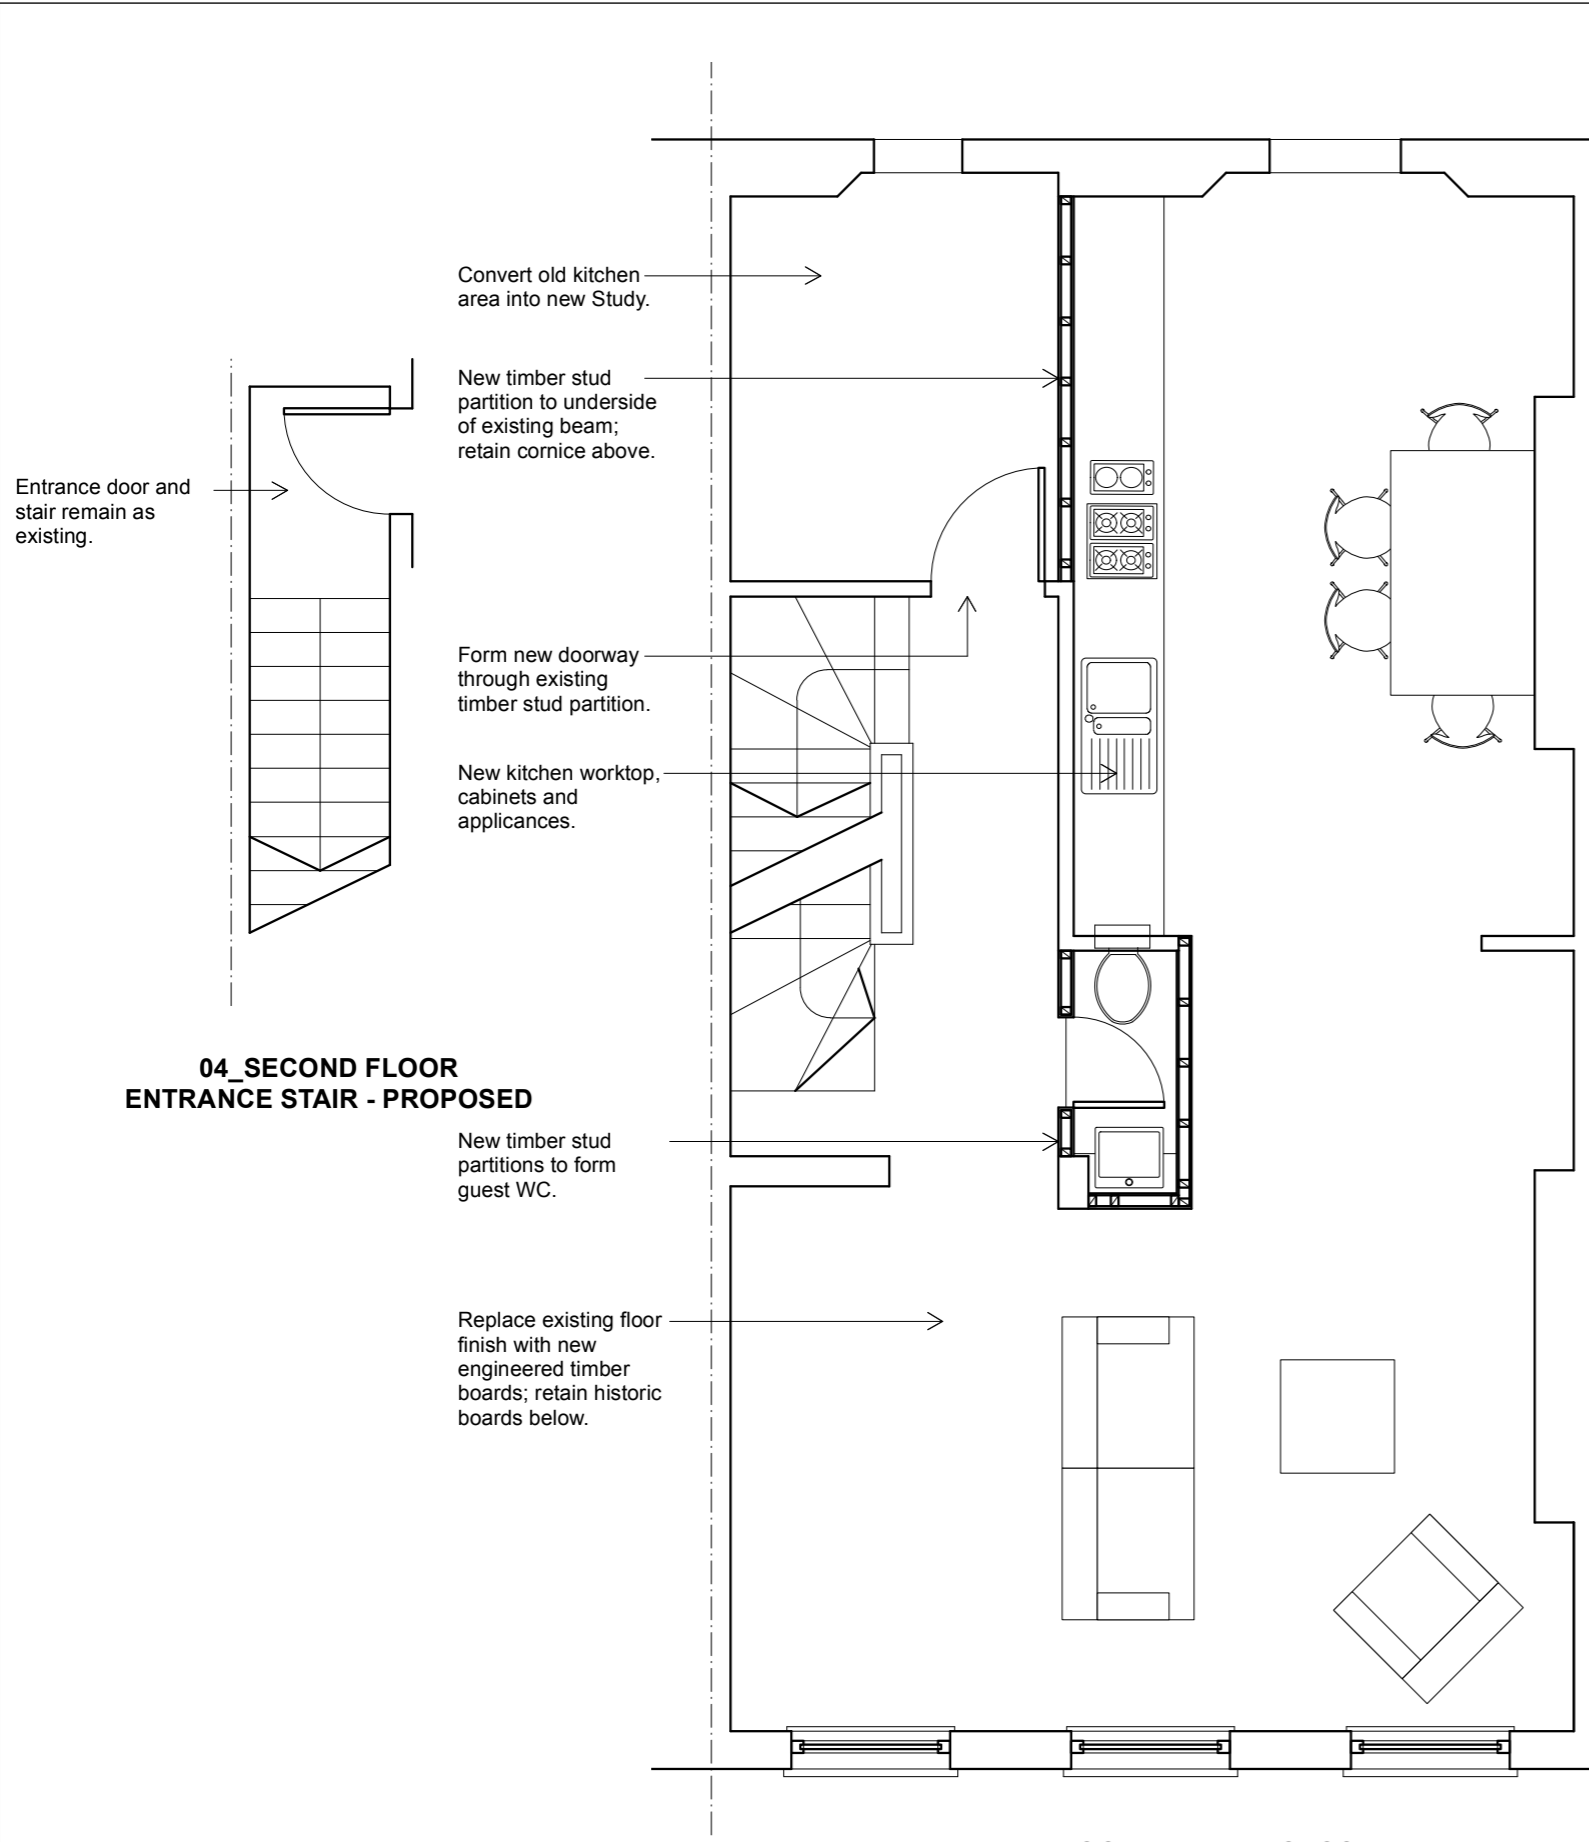 Convert old kitchen
area into new Study.
New timber stud
partition to underside
of existing beam;
retain cornice above.
Entrance door and
stair remain as
existing.
Form new doorway
through existing
timber stud partition.
New kitchen worktop,
cabinets and
applicances.
04_SECOND FLOOR
ENTRANCE STAIR - PROPOSED
New timber stud
partitions to form
guest WC.
Replace existing floor
finish with new
engineered timber
boards; retain historic
boards below.